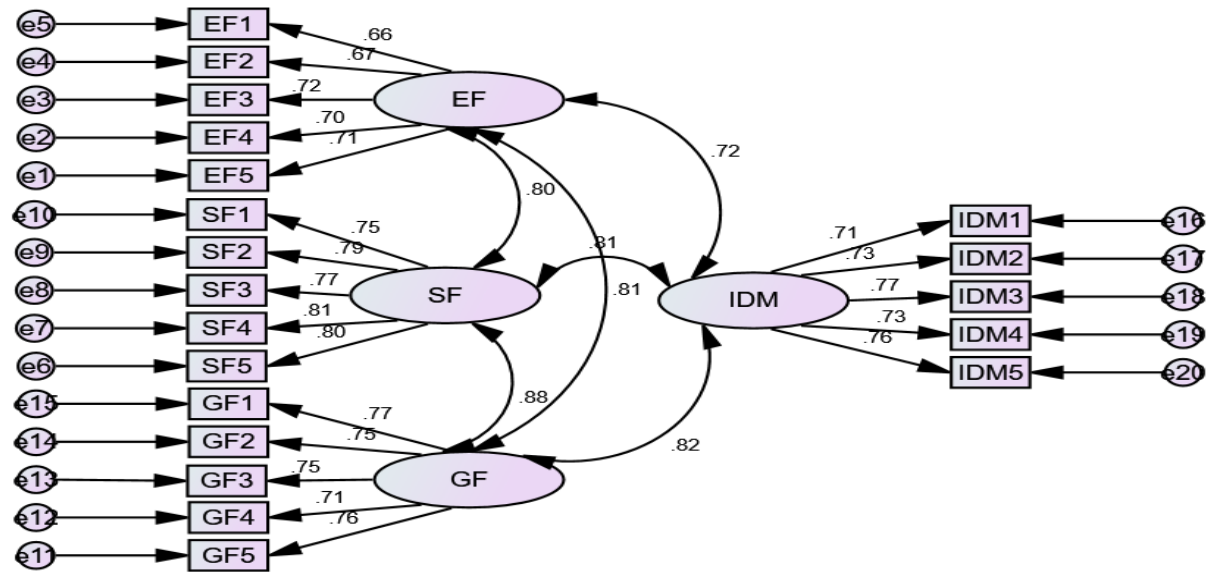 e5 EF1 .66
e4 EF2 .67
e3 EF3 .72 EF
e2 EF4 .70
e1 EF5 .71
.72
.80
e10 SF1 .75
e9 SF2 .79
e8 SF3 .77 SF
e7 SF4 .81
e6 SF5 .80
.81
.81
IDM
.71 IDM1 e16
.73 IDM2 e17
.77 IDM3 e18
.73 IDM4 e19
.76 IDM5 e20
.88
.82
e15 GF1 .77
e14 GF2 .75
e13 GF3 .75 GF
e12 GF4 .71
e11 GF5 .76